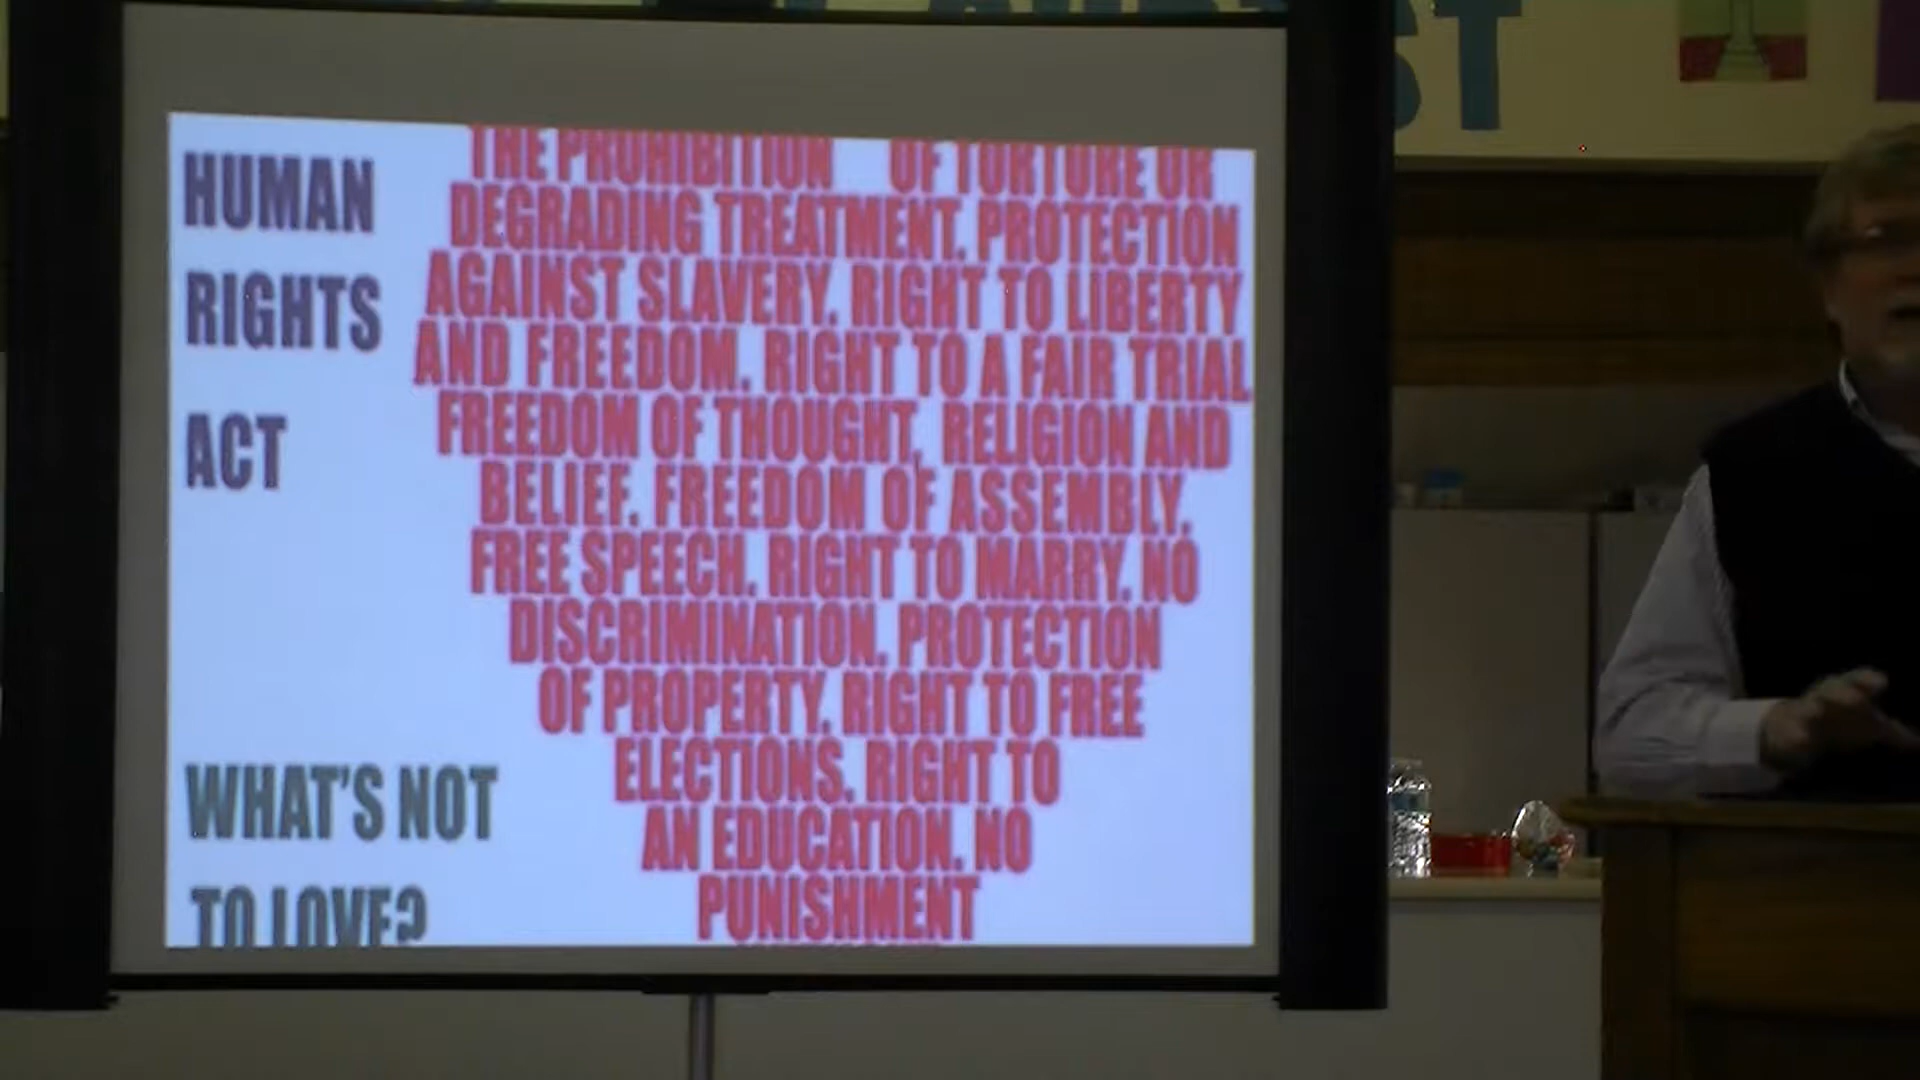 HUMAN
RIGHTS
ACT
WHAT'S NOT
TO LOVE?
THE PROHIBITION OF TORTURE OR
DEGRADING TREATMENT. PROTECTION
AGAINST SLAVERY. RIGHT TO LIBERTY
AND FREEDOM. RIGHT TO A FAIR TRIAL
FREEDOM OF THOUGHT, RELIGION AND
BELIEF. FREEDOM OF ASSEMBLY.
FREE SPEECH. RIGHT TO MARRY. NO
DISCRIMINATION. PROTECTION
OF PROPERTY. RIGHT TO FREE
ELECTIONS. RIGHT TO
AN EDUCATION. NO
PUNISHMENT